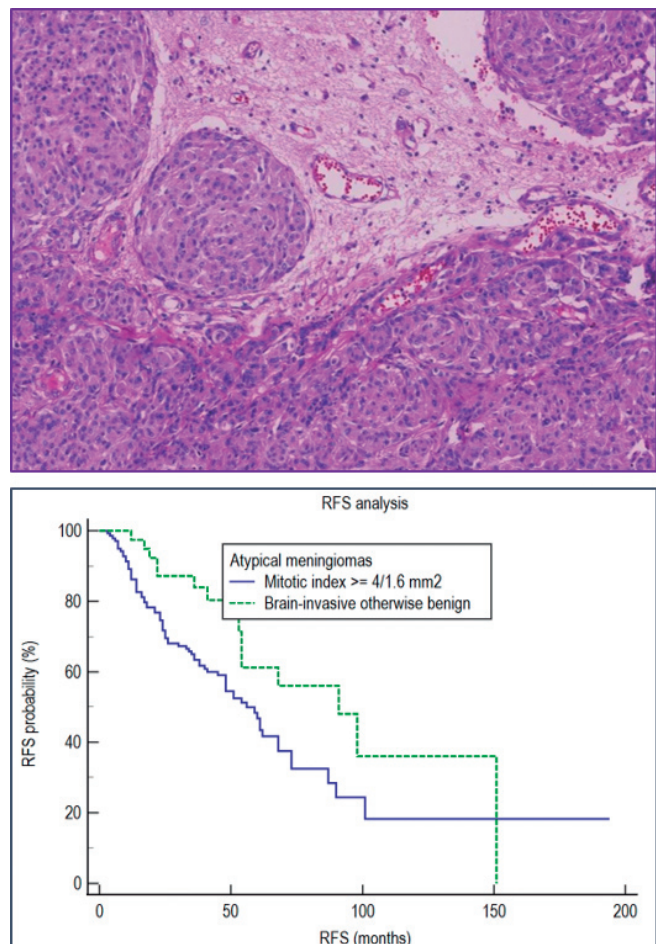 RFS analysis
100
80
60
40
20
0
RFS probability (%)
Atypical meningiomas
Mitotic index >= 4/1.6 mm2
Brain-invasive otherwise benign
0
50
100
150
200
RFS (months)